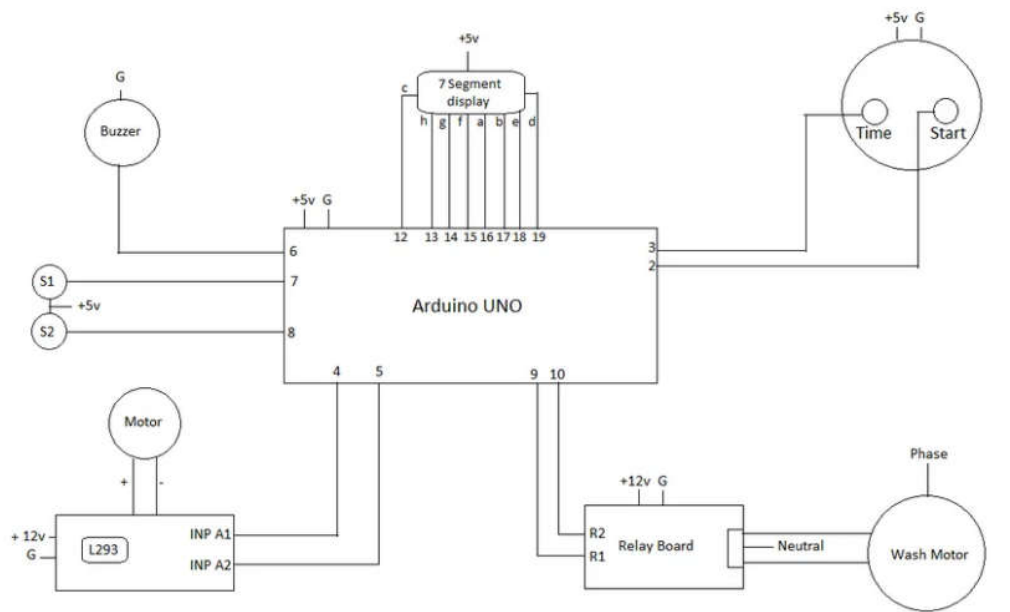 +5v G
+5v
G
7 Segment
display
c
h g f a b e d
Buzzer
Time
Start
+5v G
12 13 14 15 16 17 18 19
6
3
2
S1
7
+5v
Arduino UNO
S2
8
4 5
9 10
Motor
+ -
Phase
+12v G
+ 12v
G
L293
INP A1
INP A2
R2
R1
Relay Board
Neutral
Wash Motor